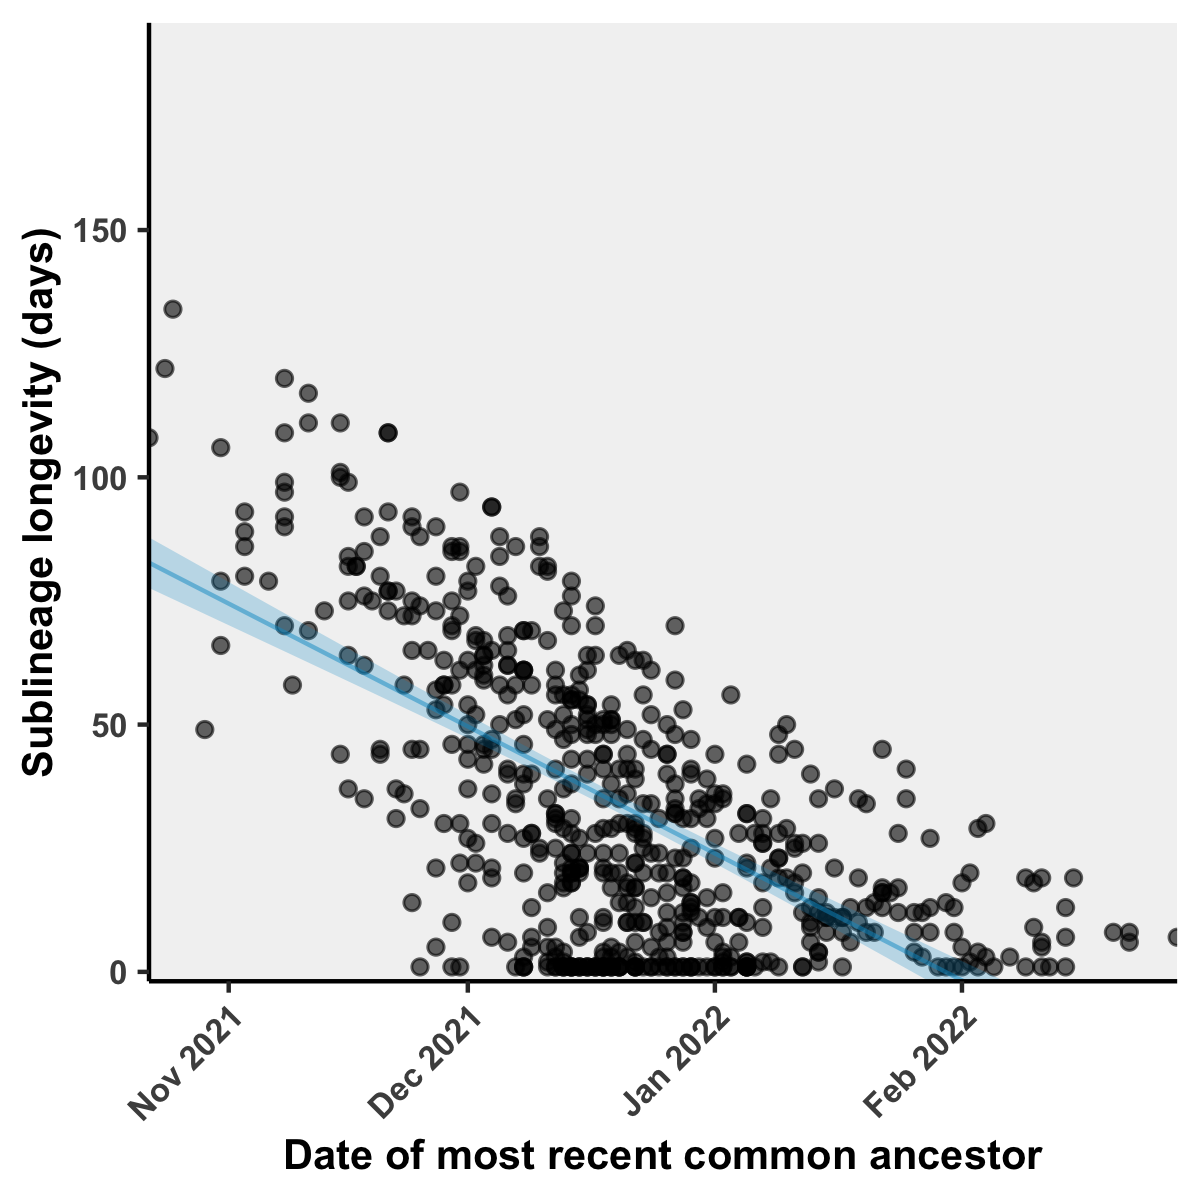 Sublineage longevity (days)
150
100
50
0
Nov 2021
Dec 2021
Jan 2022
Feb 2022
Date of most recent common ancestor